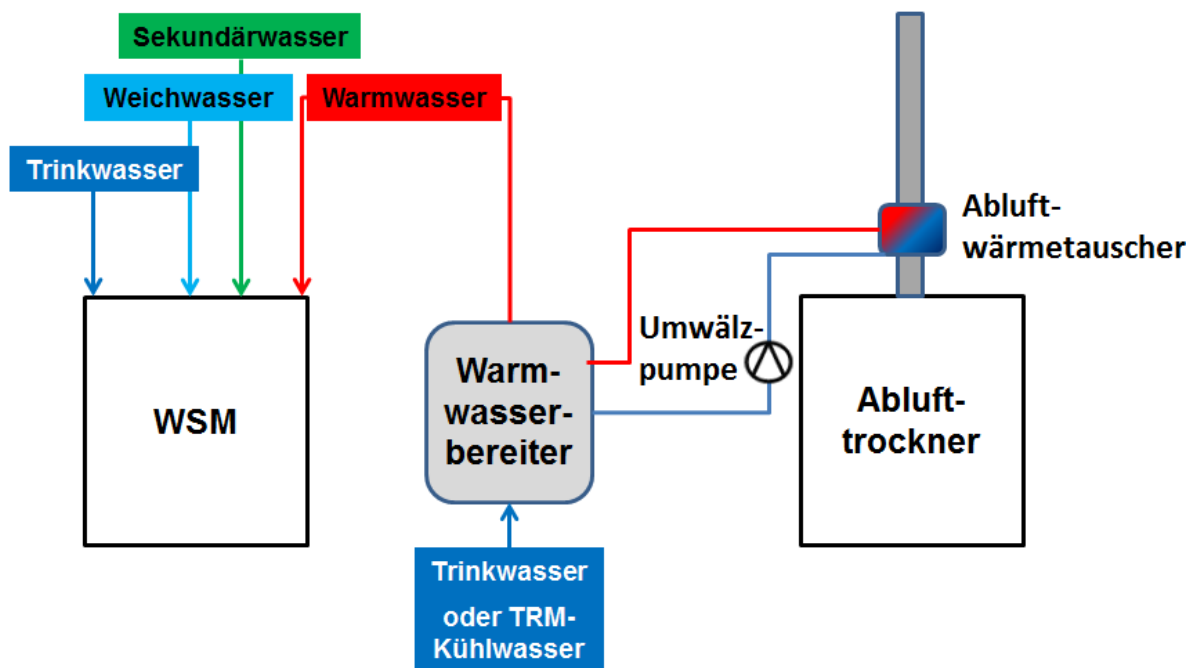 Sekundärwasser
Weichwasser
Warmwasser
Trinkwasser
Abluft-
wärmetauscher
Umwälz-
pumpe
WSM
Warm-
wasser-
bereiter
Abluft-
trockner
Trinkwasser
oder TRM-
Kühlwasser